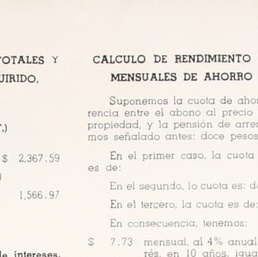 TOTALES Y
UIRIDO,
.)
$ 2,367.59
)
1,566.97
de intereses,
CALCULO DE RENDIMIENTO
MENSUALES DE AHORRO
Suponemos la cuota de ahor
rencia entre el abono al precio
propiedad, y la pensión de arren
mos señalado antes: doce pesos
En el primer caso, la cuota
es de:
En el segundo, lo cuota es: d
En el tercero, la cuota es de:
En consecuencia, tenemos:
$ 7.73 mensual, al 4% anual
rés, en 10 años, igua